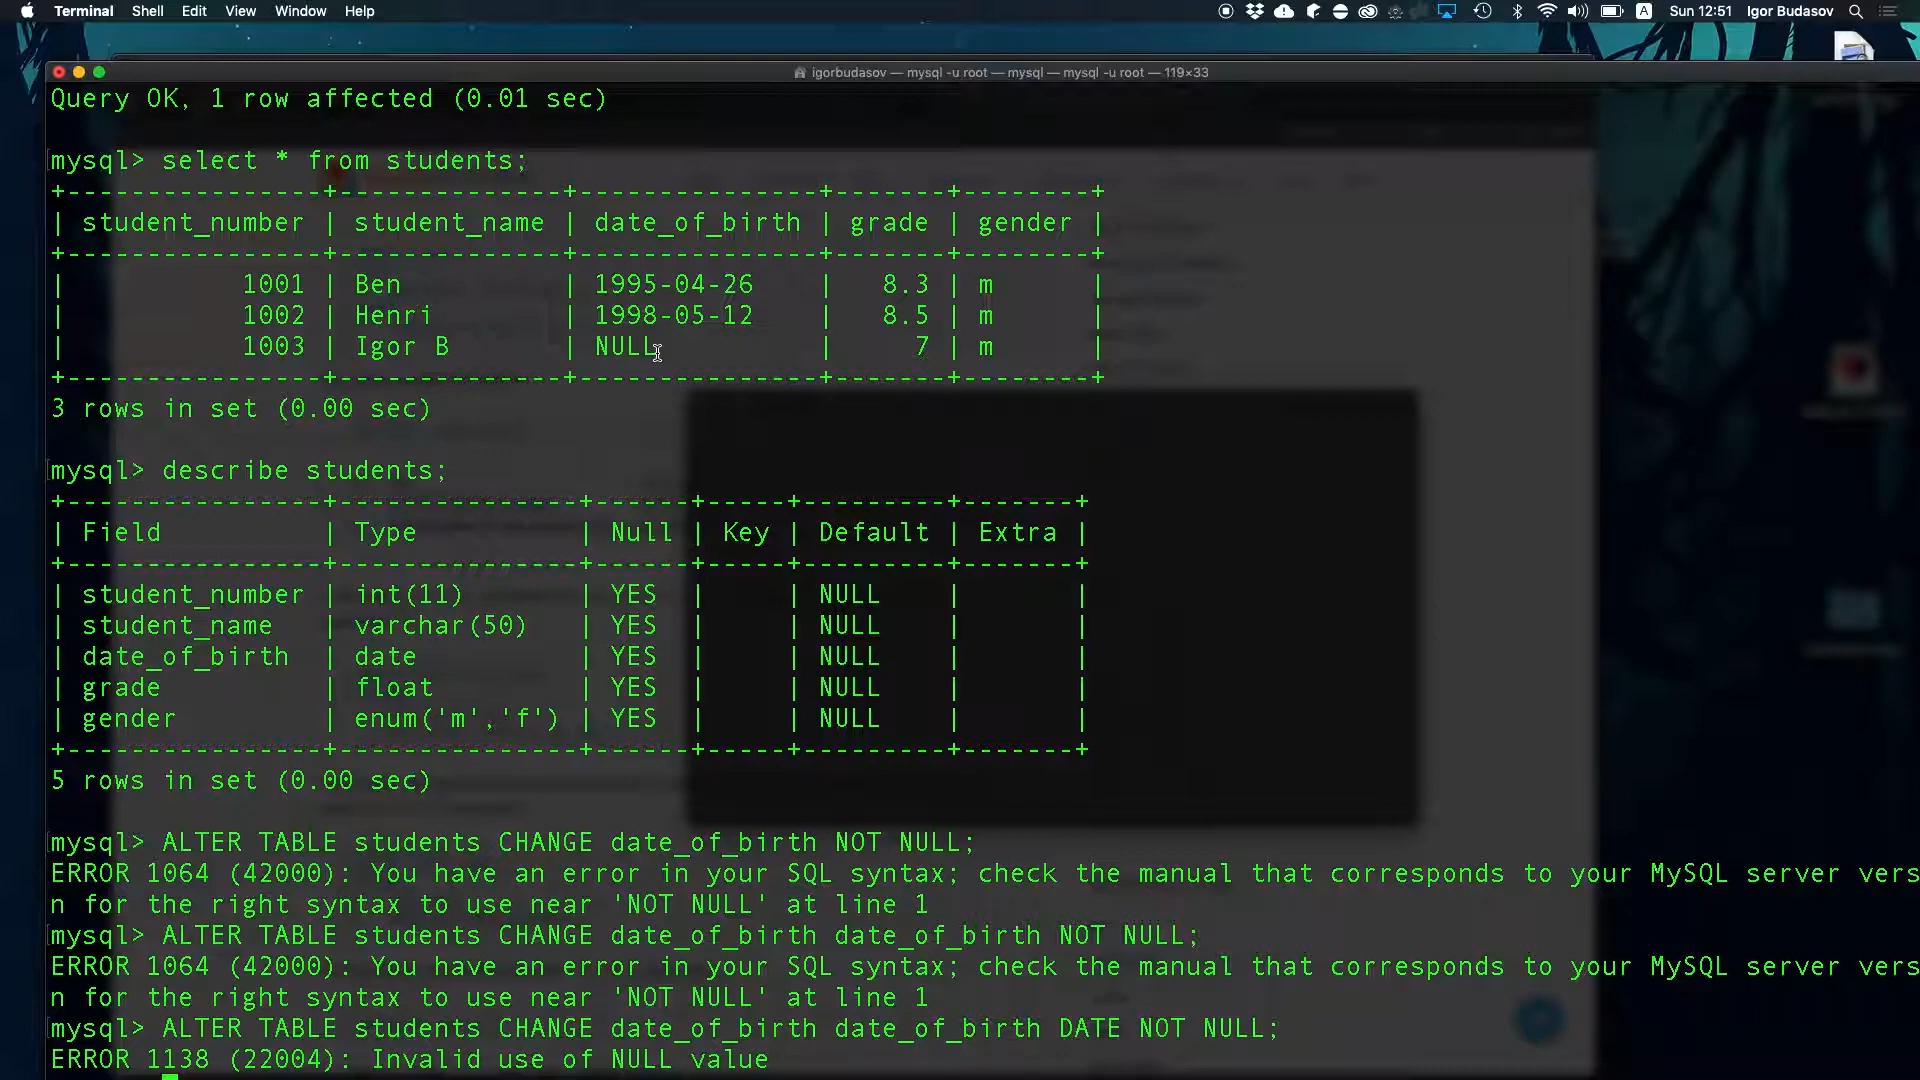 Terminal Shell Edit View Window Help A Sun 12:51 Igor Budasov
igorbudasov — mysql -u root — mysql — mysql -u root — 119×33
Query OK, 1 row affected (0.01 sec)
mysql> select * from students;
+----------------+--------------+---------------+-------+--------+
| student_number | student_name | date_of_birth | grade | gender |
+----------------+--------------+---------------+-------+--------+
| 1001 | Ben | 1995-04-26 | 8.3 | m |
| 1002 | Henri | 1998-05-12 | 8.5 | m |
| 1003 | Igor B | NULL | 7 | m |
+----------------+--------------+---------------+-------+--------+
3 rows in set (0.00 sec)
mysql> describe students;
+----------------+---------------+------+-----+---------+-------+
| Field | Type | Null | Key | Default | Extra |
+----------------+---------------+------+-----+---------+-------+
| student_number | int(11) | YES | | NULL | |
| student_name | varchar(50) | YES | | NULL | |
| date_of_birth | date | YES | | NULL | |
| grade | float | YES | | NULL | |
| gender | enum('m','f') | YES | | NULL | |
+----------------+---------------+------+-----+---------+-------+
5 rows in set (0.00 sec)
mysql> ALTER TABLE students CHANGE date_of_birth NOT NULL;
ERROR 1064 (42000): You have an error in your SQL syntax; check the manual that corresponds to your MySQL server vers
n for the right syntax to use near 'NOT NULL' at line 1
mysql> ALTER TABLE students CHANGE date_of_birth date_of_birth NOT NULL;
ERROR 1064 (42000): You have an error in your SQL syntax; check the manual that corresponds to your MySQL server vers
n for the right syntax to use near 'NOT NULL' at line 1
mysql> ALTER TABLE students CHANGE date_of_birth date_of_birth DATE NOT NULL;
ERROR 1138 (22004): Invalid use of NULL value